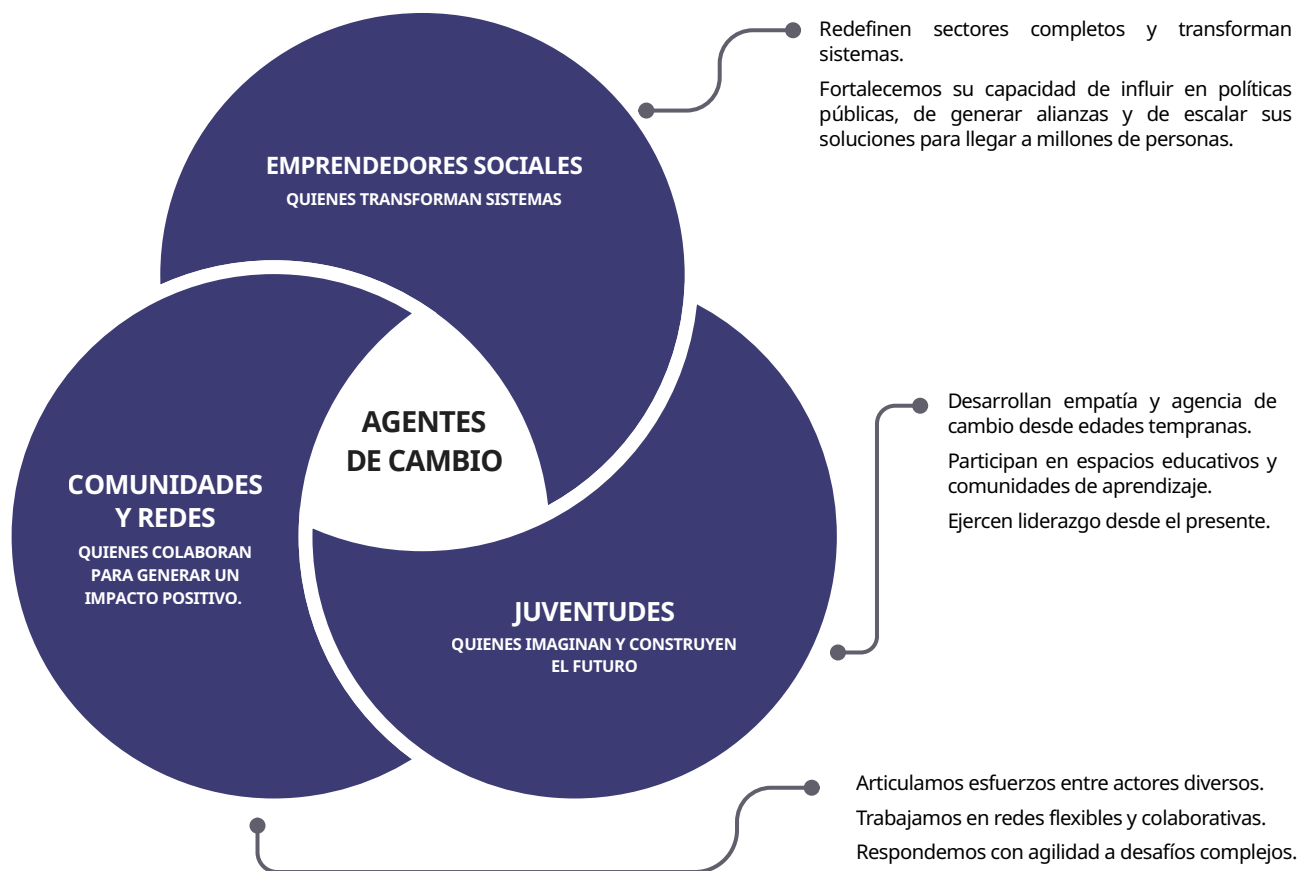 EMPRENDEDORES SOCIALES
QUIENES TRANSFORMAN SISTEMAS
Redefinen sectores completos y transforman
sistemas.
Fortalecemos su capacidad de influir en políticas
públicas, de generar alianzas y de escalar sus
soluciones para llegar a millones de personas.
AGENTES
DE CAMBIO
COMUNIDADES
Y REDES
QUIENES COLABORAN
PARA GENERAR UN
IMPACTO POSITIVO.
JUVENTUDES
QUIENES IMAGINAN Y CONSTRUYEN
EL FUTURO
Desarrollan empatía y agencia de
cambio desde edades tempranas.
Participan en espacios educativos y
comunidades de aprendizaje.
Ejercen liderazgo desde el presente.
Articulamos esfuerzos entre actores diversos.
Trabajamos en redes flexibles y colaborativas.
Respondemos con agilidad a desafíos complejos.